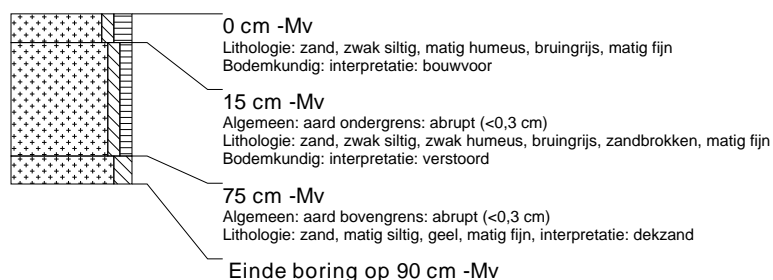 0 cm -Mv
Lithologie: zand, zwak siltig, matig humeus, bruingrijs, matig fijn
Bodemkundig: interpretatie: bouwvoor
15 cm -Mv
Algemeen: aard ondergrens: abrupt (<0,3 cm)
Lithologie: zand, zwak siltig, zwak humeus, bruingrijs, zandbrokken, matig fijn
Bodemkundig: interpretatie: verstoord
75 cm -Mv
Algemeen: aard bovengrens: abrupt (<0,3 cm)
Lithologie: zand, matig siltig, geel, matig fijn, interpretatie: dekzand
Einde boring op 90 cm -Mv